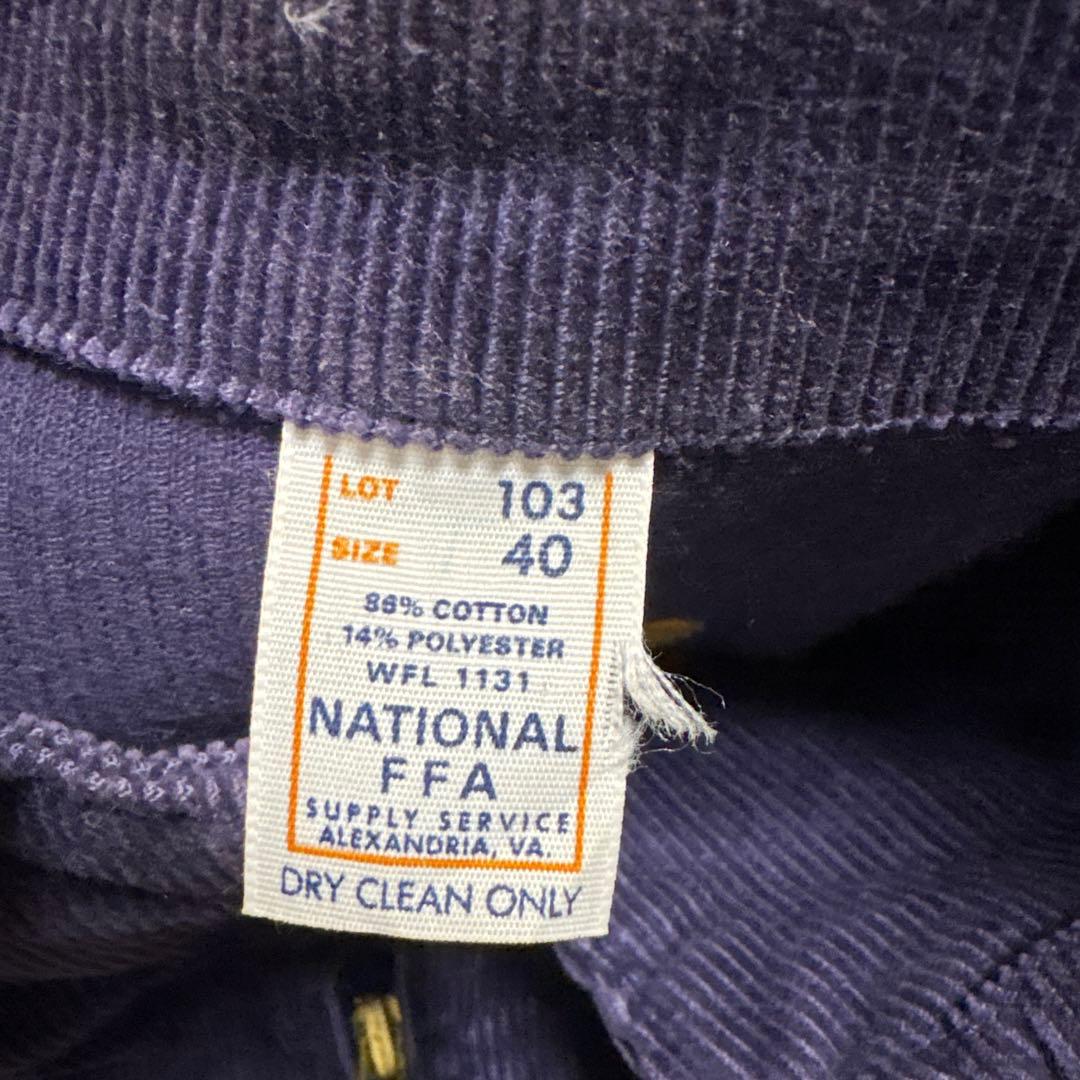 LOT 103
SIZE 40
86% COTTON
14% POLYESTER
WFL 1131
NATIONAL
FFA
SUPPLY SERVICE
ALEXANDRIA, VA.
DRY CLEAN ONLY